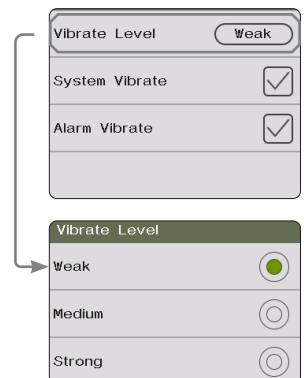 Vibrate Level Weak
System Vibrate
Alarm Vibrate
Vibrate Level
Weak
Medium
Strong